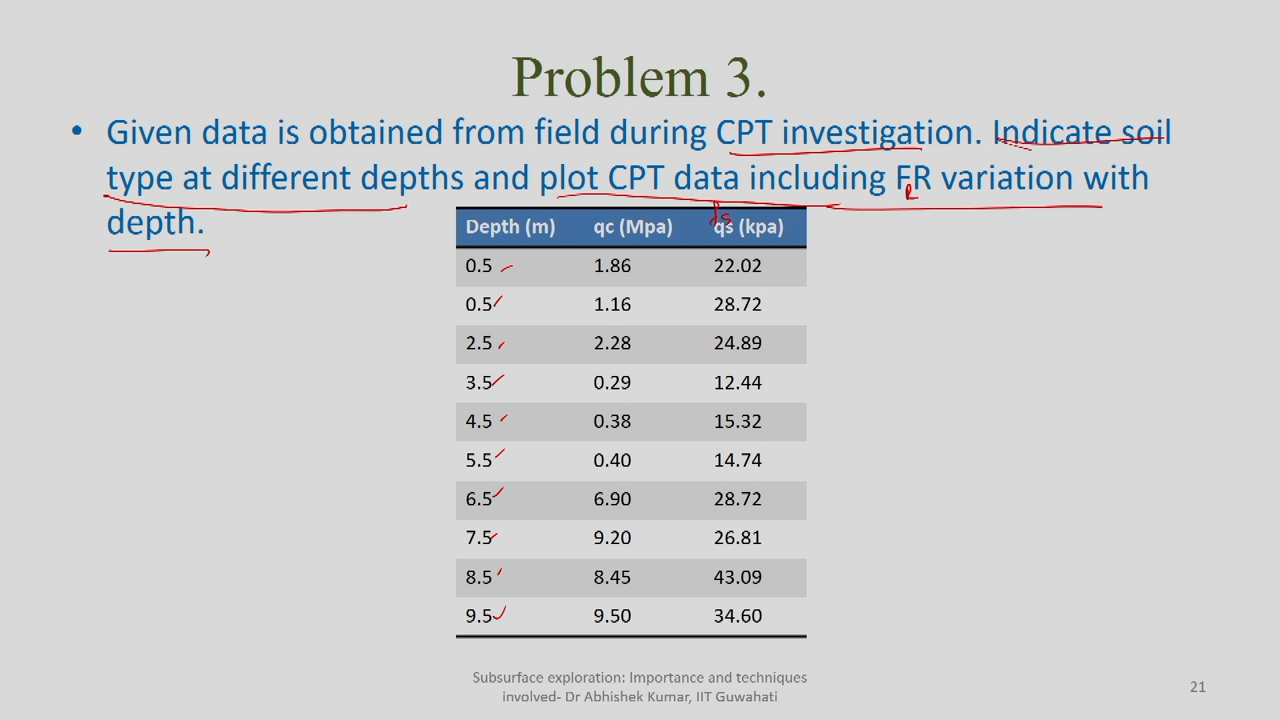 Problem 3.
• Given data is obtained from field during CPT investigation. Indicate soil
type at different depths and plot CPT data including FR variation with
R
depth.
fs
Depth (m) qc (Mpa) qs (kpa)
0.5 1.86 22.02
0.5 1.16 28.72
2.5 2.28 24.89
3.5 0.29 12.44
4.5 0.38 15.32
5.5 0.40 14.74
6.5 6.90 28.72
7.5 9.20 26.81
8.5 8.45 43.09
9.5 9.50 34.60
Subsurface exploration: Importance and techniques
involved- Dr Abhishek Kumar, IIT Guwahati
21